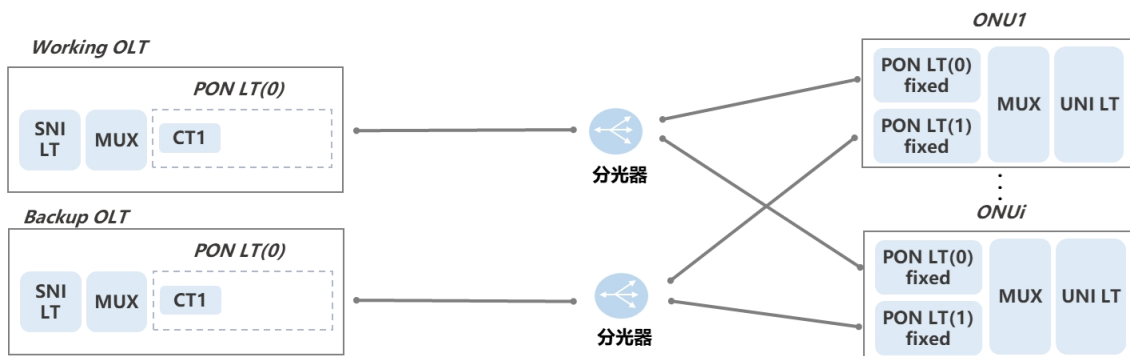 Working OLT
PON LT(0)
SNI
LT
MUX
CT1
分光器
Backup OLT
PON LT(0)
SNI
LT
MUX
CT1
分光器
ONU1
PON LT(0)
fixed
PON LT(1)
fixed
MUX
UNI LT
ONUi
PON LT(0)
fixed
PON LT(1)
fixed
MUX
UNI LT